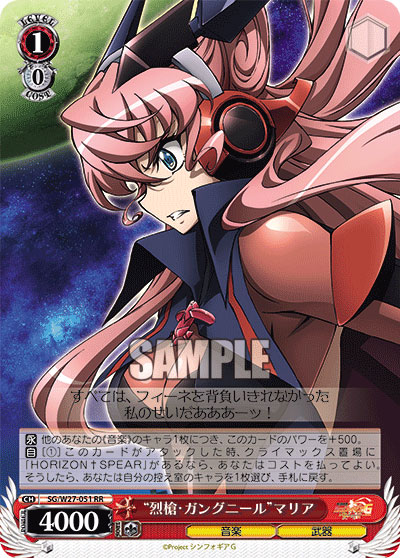 LEVEL
1
0
COST
SAMPLE
すべては、フィーネを背負いきれなかった
私のせいだあああーッ！
永 他のあなたの《音楽》のキャラ1枚につき、このカードのパワーを+500。
自［(1)］このカードがアタックした時、クライマックス置場に
「HORIZON†SPEAR」があるなら、あなたはコストを払ってよい。
そうしたら、あなたは自分の控え室のキャラを1枚選び、手札に戻す。
CH SG/W27-051 RR
POWER
4000
“烈槍・ガングニール”マリア
音楽 武器
©Project シンフォギアG